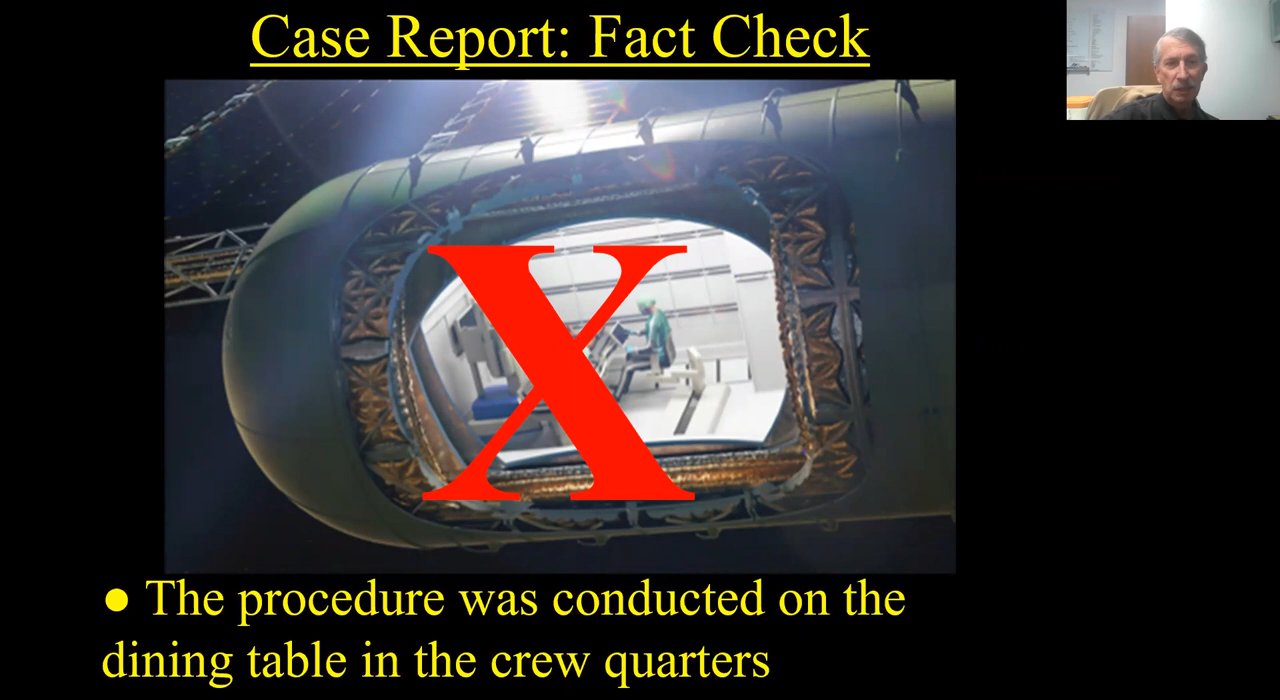 Case Report: Fact Check
X
● The procedure was conducted on the
dining table in the crew quarters